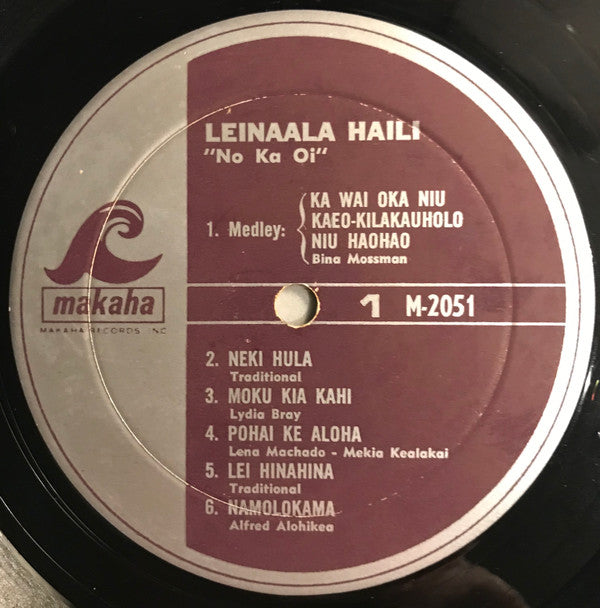 LEINAALA HAILI
"No Ka Oi"
1. Medley:
KA WAI OKA NIU
KAEO-KILAKAUHOLO
NIU HAOHAO
Bina Mossman
makaha
MAKAHA RECORDS INC
1 M-2051
2. NEKI HULA
Traditional
3. MOKU KIA KAHI
Lydia Bray
4. POHAI KE ALOHA
Lena Machado - Mekia Kealakai
5. LEI HINAHINA
Traditional
6. NAMOLOKAMA
Alfred Alohikea